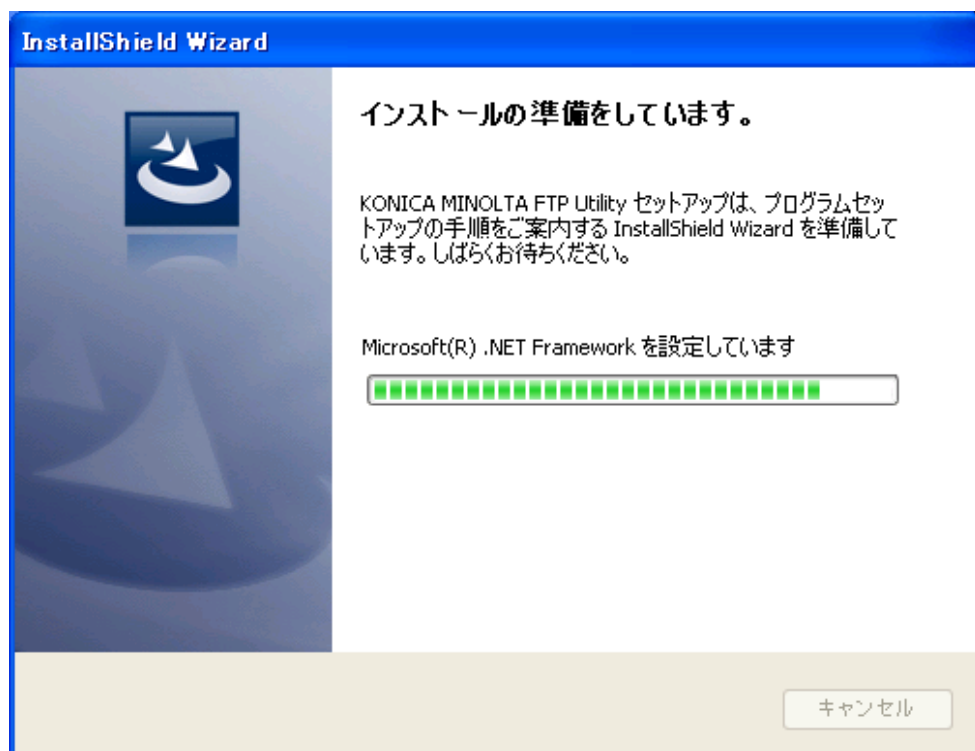 InstallShield Wizard
インストールの準備をしています。
KONICA MINOLTA FTP Utility セットアップは、プログラムセッ
トアップの手順をご案内する InstallShield Wizard を準備して
います。しばらくお待ちください。
Microsoft(R) .NET Framework を設定しています
キャンセル